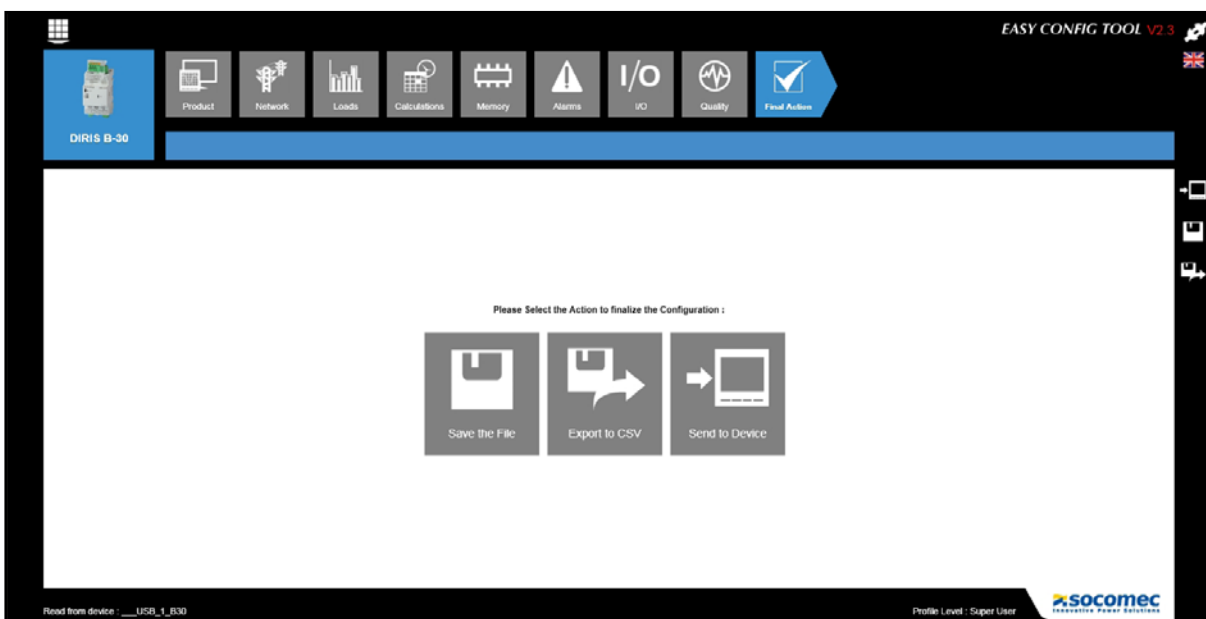 EASY CONFIG TOOL V2.3
Product
Network
Loads
Calculations
Memory
Alarms
I/O
I/O
Quality
Final Action
DIRIS B-30
Please Select the Action to finalize the Configuration :
Save the File
Export to CSV
Send to Device
Read from device : ___USB_1_B30
Profile Level : Super User
socomec
Innovative Power Solutions